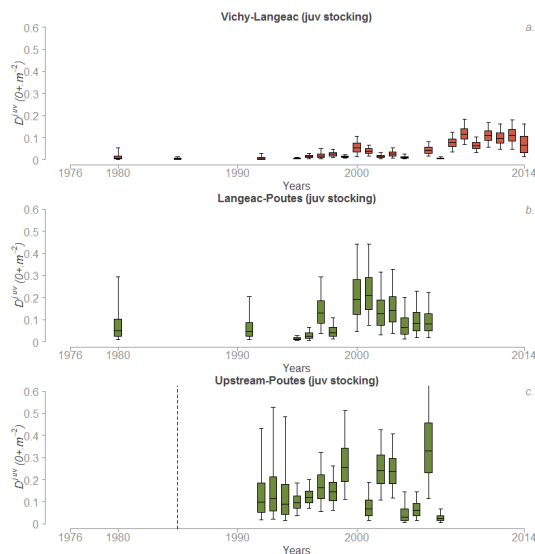 Vichy-Langeac (juv stocking)
a.
0.6
0.5
0.4
0.3
0.2
0.1
0
D^juv (0+.m^-2)
1976 1980 1990 2000 2014
Years
Langeac-Poutes (juv stocking)
b.
0.6
0.5
0.4
0.3
0.2
0.1
0
D^juv (0+.m^-2)
1976 1980 1990 2000 2014
Years
Upstream-Poutes (juv stocking)
c.
0.6
0.5
0.4
0.3
0.2
0.1
0
D^juv (0+.m^-2)
1976 1980 1990 2000 2014
Years